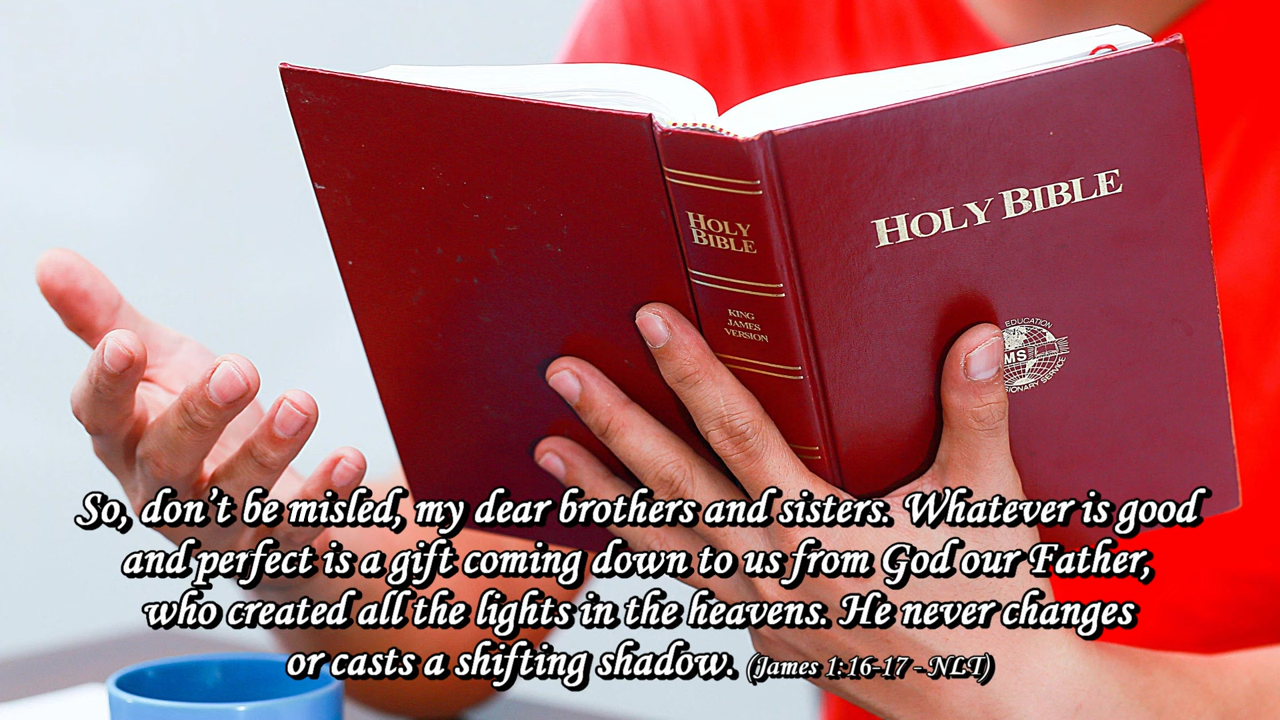 HOLY BIBLE
HOLY
BIBLE
KING
JAMES
VERSION
EDUCATION
MS
SERVICE
So, don't be misled, my dear brothers and sisters. Whatever is good
and perfect is a gift coming down to us from God our Father,
who created all the lights in the heavens. He never changes
or casts a shifting shadow. (James 1:16-17 - NLT)